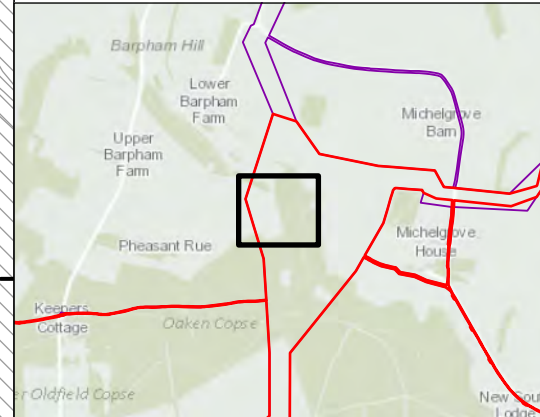 Barpham Hill
Lower
Barpham
Farm
Michelgrove
Barn
Upper
Barpham
Farm
Pheasant Rue
Michelgrove
House
Keepers
Cottage
Oaken Copse
er Oldfield Copse
New Sou
Lodge